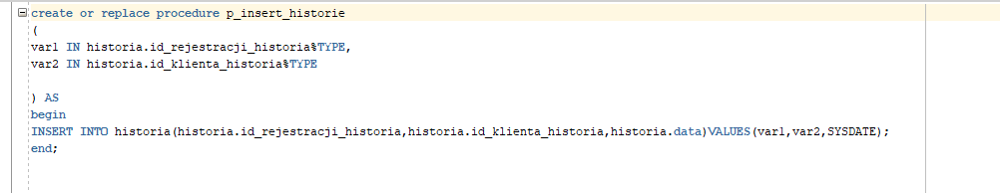 create or replace procedure p_insert_historie
(
var1 IN historia.id_rejestracji_historia%TYPE,
var2 IN historia.id_klienta_historia%TYPE
) AS
begin
INSERT INTO historia(historia.id_rejestracji_historia,historia.id_klienta_historia,historia.data)VALUES(var1,var2,SYSDATE);
end;